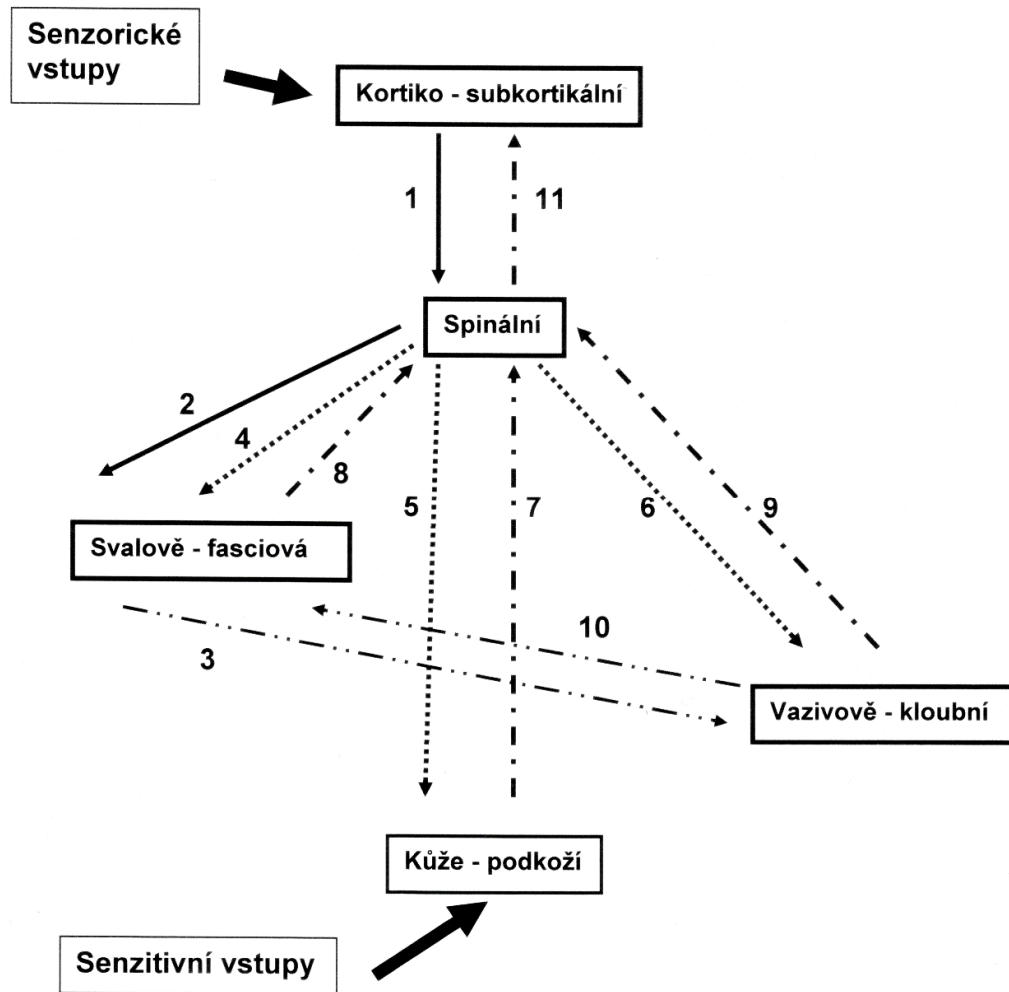 Senzorické
vstupy
Kortiko - subkortikální
1
11
Spinální
2
4
8
5
7
6
9
Svalově - fasciová
10
3
Vazivově - kloubní
Kůže - podkoží
Senzitivní vstupy